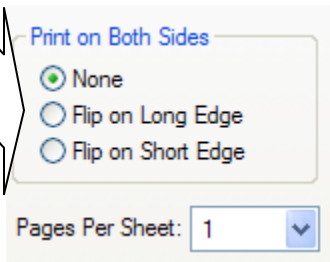 Print on Both Sides
None
Flip on Long Edge
Flip on Short Edge
Pages Per Sheet: 1